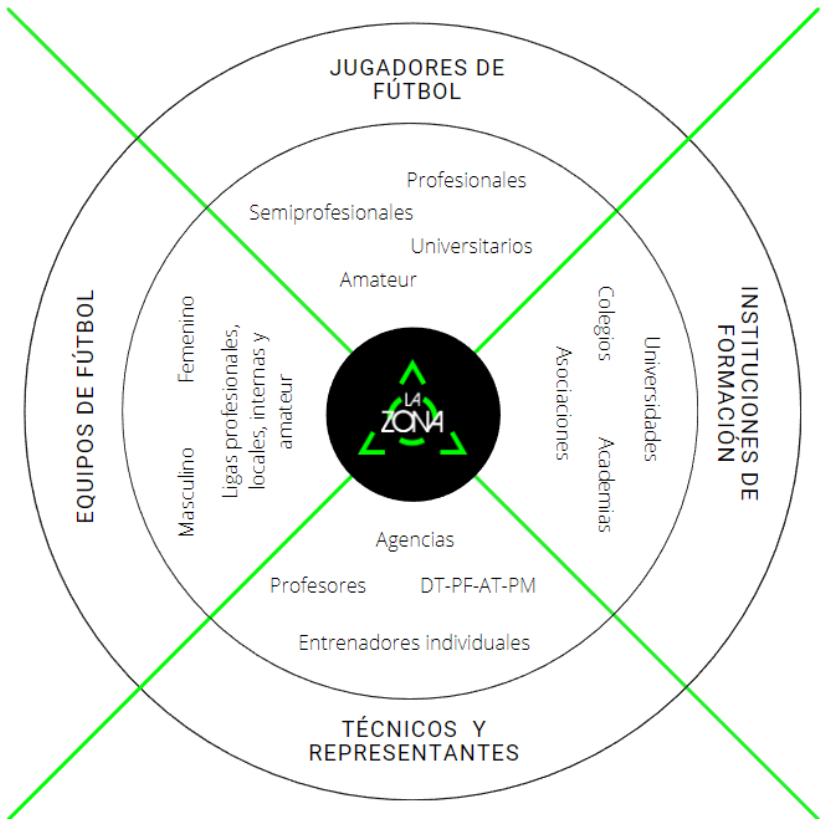 JUGADORES DE
FÚTBOL
Profesionales
Semiprofesionales
Universitarios
Amateur
EQUIPOS DE FÚTBOL
Femenino
Masculino
Ligas profesionales,
locales, internas y
amateur
LA
ZONA
INSTITUCIONES DE
FORMACIÓN
Universidades
Colegios
Academias
Asociaciones
Agencias
Profesores
DT-PF-AT-PM
Entrenadores individuales
TÉCNICOS Y
REPRESENTANTES